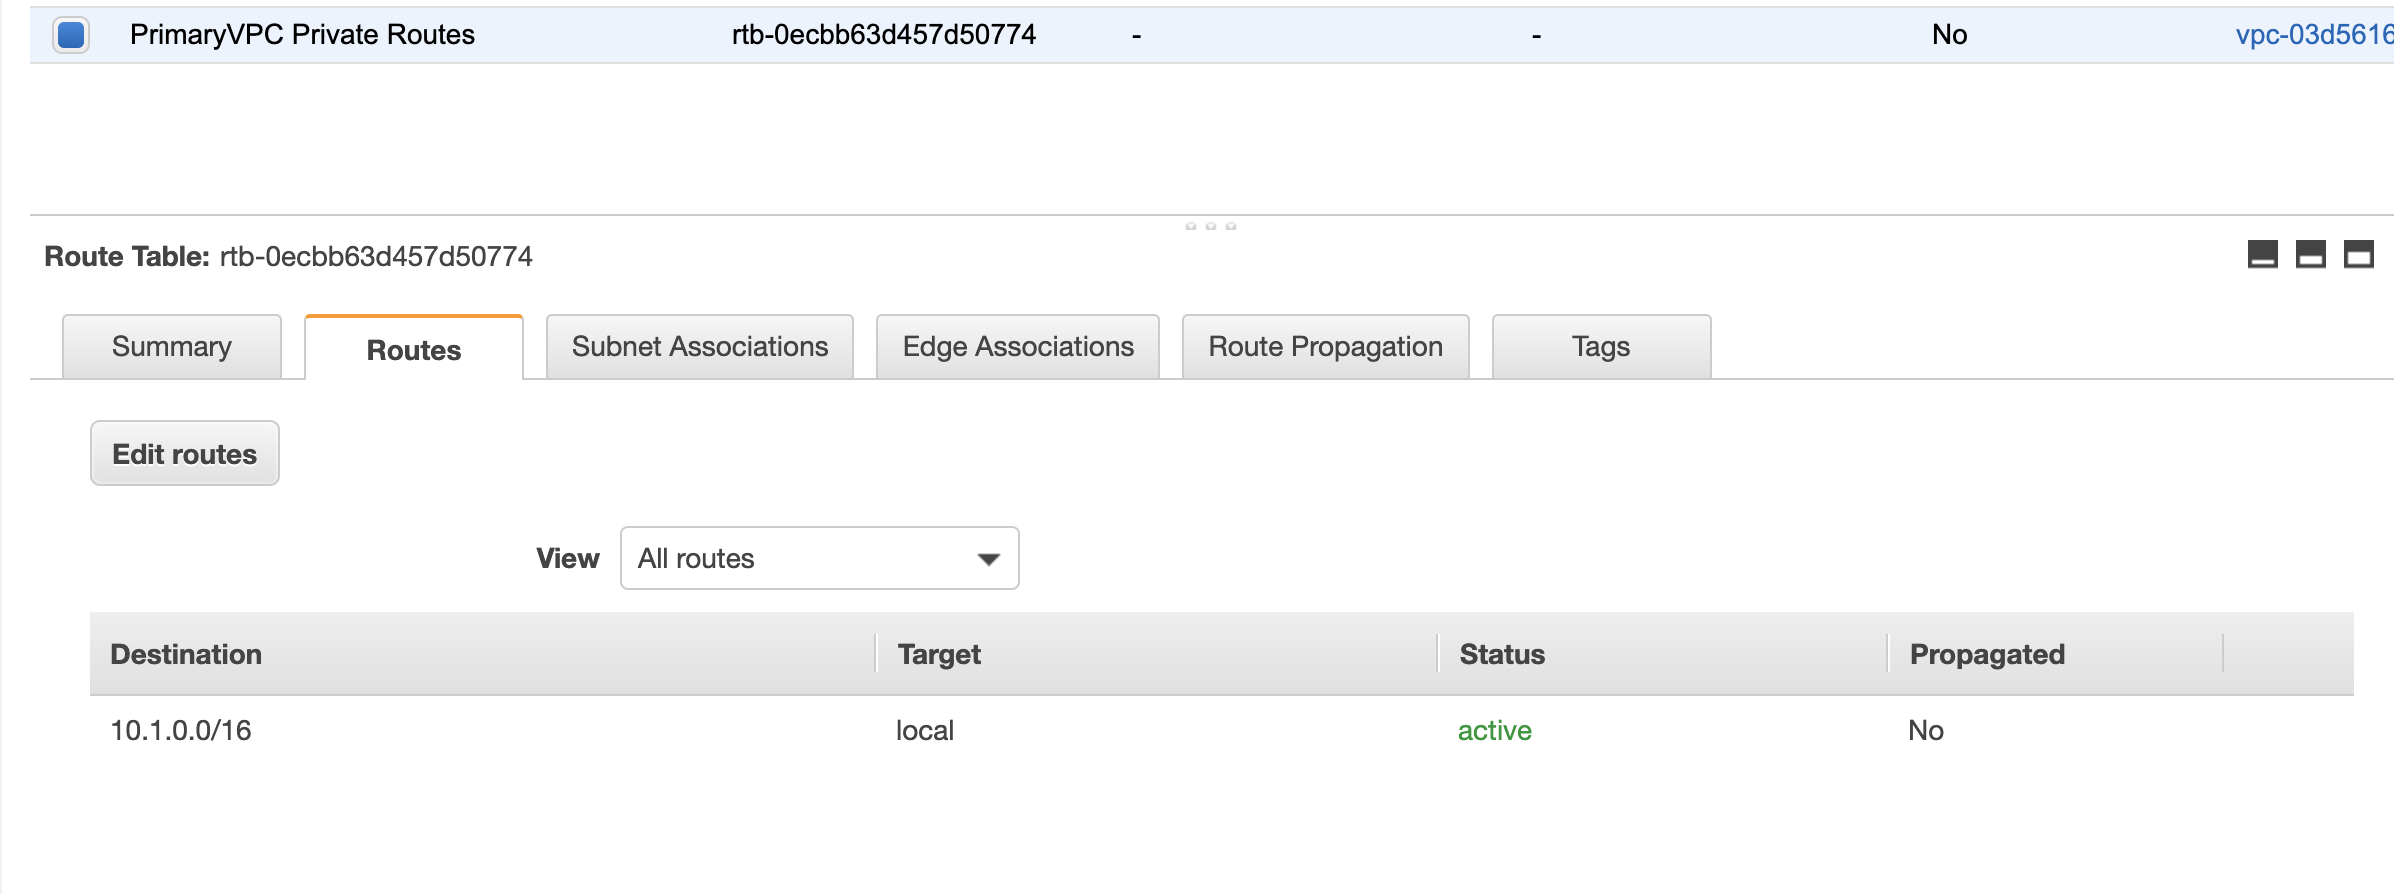 PrimaryVPC Private Routes rtb-0ecbb63d457d50774 - - No vpc-03d5616
Route Table: rtb-0ecbb63d457d50774
Summary Routes Subnet Associations Edge Associations Route Propagation Tags
Edit routes
View All routes
Destination Target Status Propagated
10.1.0.0/16 local active No